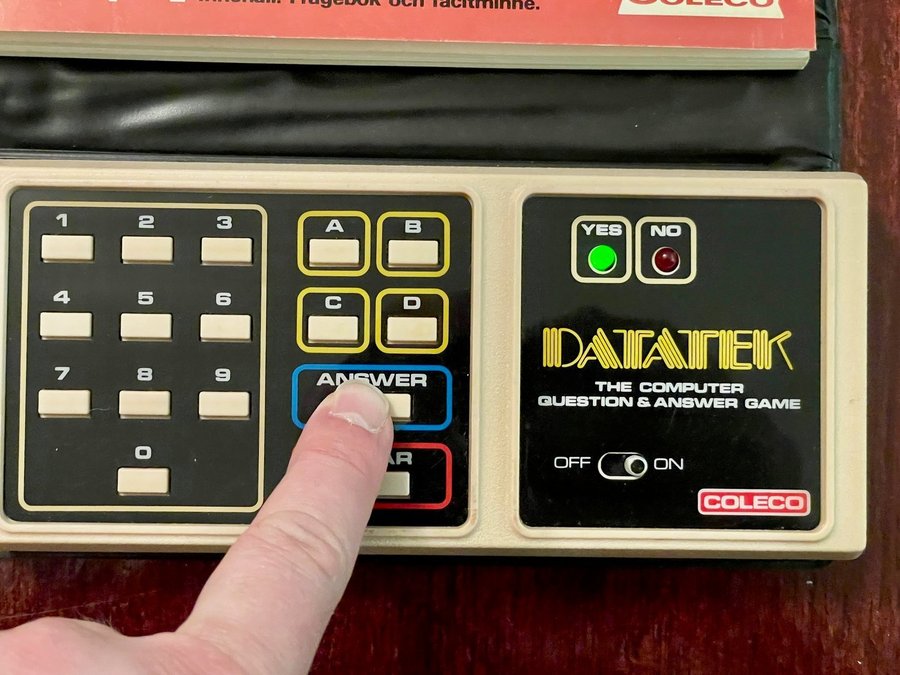 frågebok och facitminne.
COLECO
1 2 3
4 5 6
7 8 9
0
A B
C D
ANSWER
YES NO
DATATEK
THE COMPUTER
QUESTION & ANSWER GAME
OFF ON
COLECO